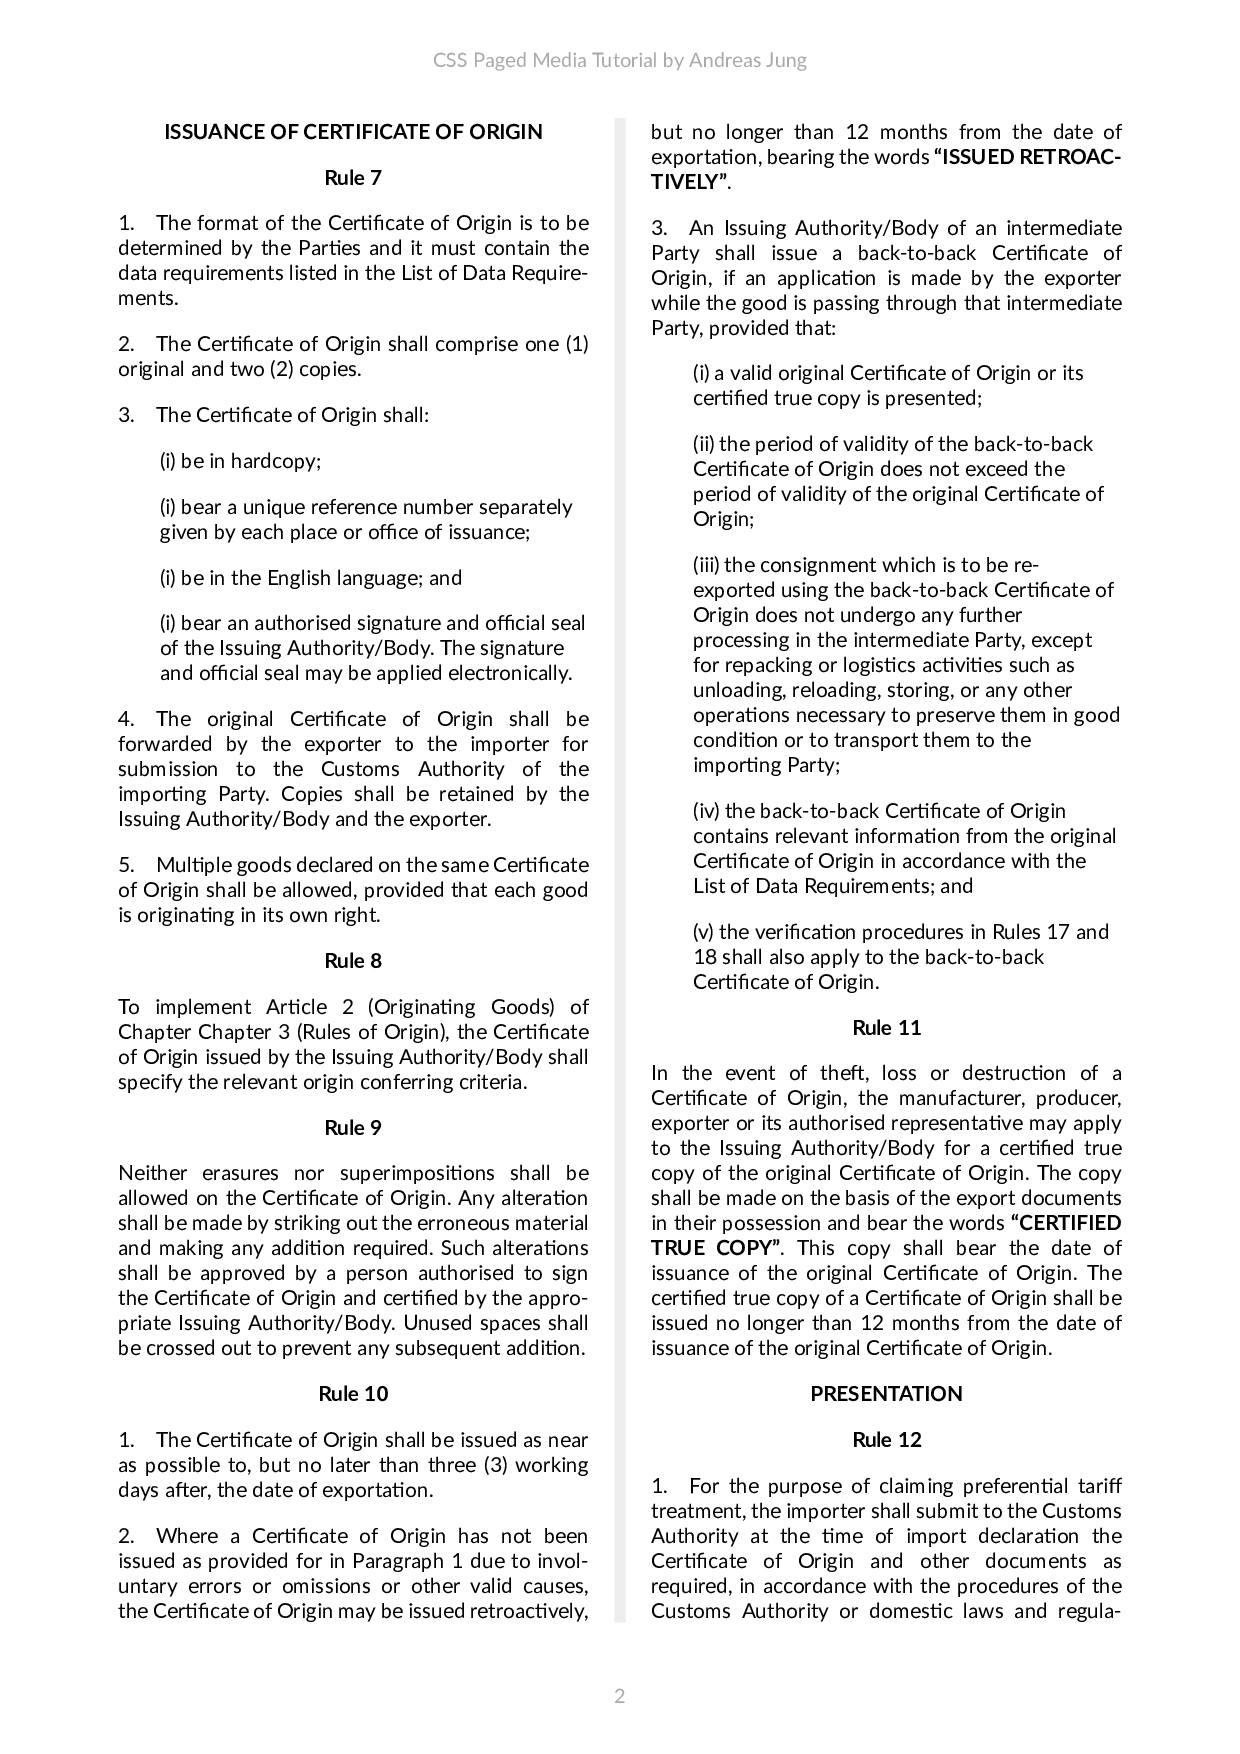 CSS Paged Media Tutorial by Andreas Jung
ISSUANCE OF CERTIFICATE OF ORIGIN
Rule 7
1. The format of the Certificate of Origin is to be
determined by the Parties and it must contain the
data requirements listed in the List of Data Require-
ments.
2. The Certificate of Origin shall comprise one (1)
original and two (2) copies.
3. The Certificate of Origin shall:
(i) be in hardcopy;
(i) bear a unique reference number separately
given by each place or office of issuance;
(i) be in the English language; and
(i) bear an authorised signature and official seal
of the Issuing Authority/Body. The signature
and official seal may be applied electronically.
4. The original Certificate of Origin shall be
forwarded by the exporter to the importer for
submission to the Customs Authority of the
importing Party. Copies shall be retained by the
Issuing Authority/Body and the exporter.
5. Multiple goods declared on the same Certificate
of Origin shall be allowed, provided that each good
is originating in its own right.
Rule 8
To implement Article 2 (Originating Goods) of
Chapter Chapter 3 (Rules of Origin), the Certificate
of Origin issued by the Issuing Authority/Body shall
specify the relevant origin conferring criteria.
Rule 9
Neither erasures nor superimpositions shall be
allowed on the Certificate of Origin. Any alteration
shall be made by striking out the erroneous material
and making any addition required. Such alterations
shall be approved by a person authorised to sign
the Certificate of Origin and certified by the appro-
priate Issuing Authority/Body. Unused spaces shall
be crossed out to prevent any subsequent addition.
Rule 10
1. The Certificate of Origin shall be issued as near
as possible to, but no later than three (3) working
days after, the date of exportation.
2. Where a Certificate of Origin has not been
issued as provided for in Paragraph 1 due to invol-
untary errors or omissions or other valid causes,
the Certificate of Origin may be issued retroactively,
but no longer than 12 months from the date of
exportation, bearing the words “ISSUED RETROAC-
TIVELY”.
3. An Issuing Authority/Body of an intermediate
Party shall issue a back-to-back Certificate of
Origin, if an application is made by the exporter
while the good is passing through that intermediate
Party, provided that:
(i) a valid original Certificate of Origin or its
certified true copy is presented;
(ii) the period of validity of the back-to-back
Certificate of Origin does not exceed the
period of validity of the original Certificate of
Origin;
(iii) the consignment which is to be re-
exported using the back-to-back Certificate of
Origin does not undergo any further
processing in the intermediate Party, except
for repacking or logistics activities such as
unloading, reloading, storing, or any other
operations necessary to preserve them in good
condition or to transport them to the
importing Party;
(iv) the back-to-back Certificate of Origin
contains relevant information from the original
Certificate of Origin in accordance with the
List of Data Requirements; and
(v) the verification procedures in Rules 17 and
18 shall also apply to the back-to-back
Certificate of Origin.
Rule 11
In the event of theft, loss or destruction of a
Certificate of Origin, the manufacturer, producer,
exporter or its authorised representative may apply
to the Issuing Authority/Body for a certified true
copy of the original Certificate of Origin. The copy
shall be made on the basis of the export documents
in their possession and bear the words “CERTIFIED
TRUE COPY”. This copy shall bear the date of
issuance of the original Certificate of Origin. The
certified true copy of a Certificate of Origin shall be
issued no longer than 12 months from the date of
issuance of the original Certificate of Origin.
PRESENTATION
Rule 12
1. For the purpose of claiming preferential tariff
treatment, the importer shall submit to the Customs
Authority at the time of import declaration the
Certificate of Origin and other documents as
required, in accordance with the procedures of the
Customs Authority or domestic laws and regula-
2